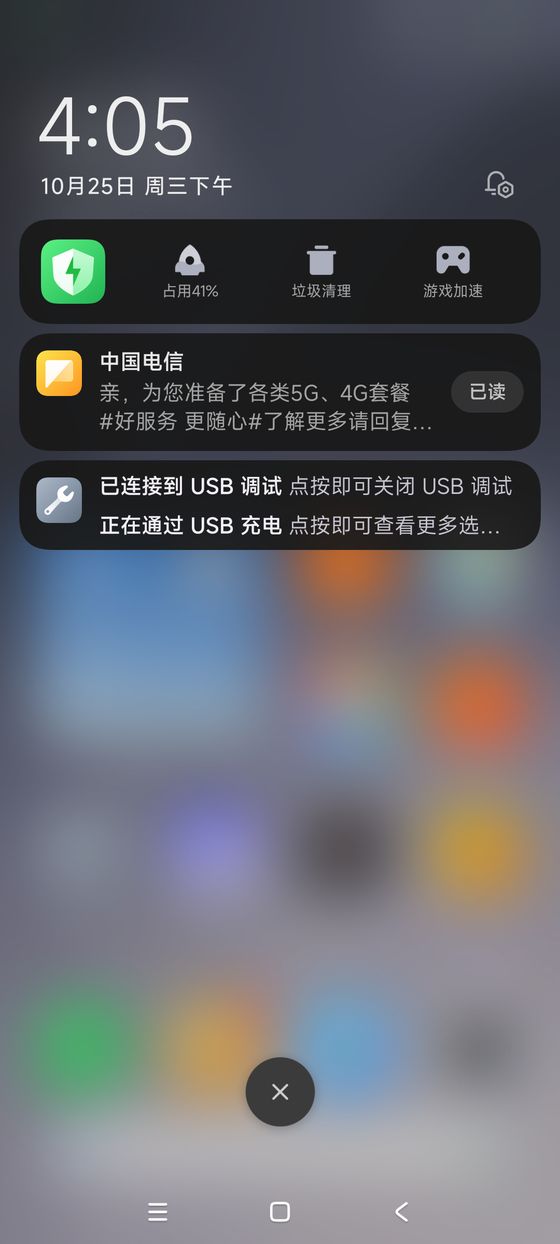 4:05
10月25日 周三下午
占用41%
垃圾清理
游戏加速
中国电信
亲，为您准备了各类5G、4G套餐
#好服务 更随心#了解更多请回复…
已读
已连接到 USB 调试 点按即可关闭 USB 调试
正在通过 USB 充电 点按即可查看更多选…